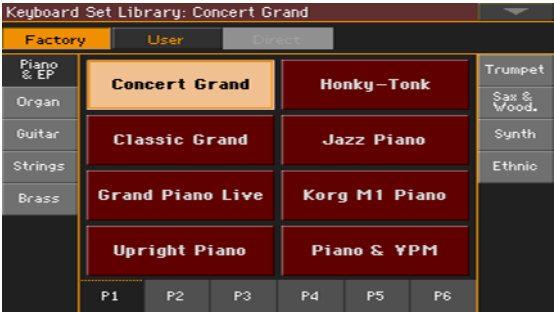 Keyboard Set Library: Concert Grand
Factory
User
Direct
Piano
& EP
Organ
Guitar
Strings
Brass
Concert Grand
Honky-Tonk
Classic Grand
Jazz Piano
Grand Piano Live
Korg M1 Piano
Upright Piano
Piano & VPM
Trumpet
Sax &
Wood.
Synth
Ethnic
P1
P2
P3
P4
P5
P6